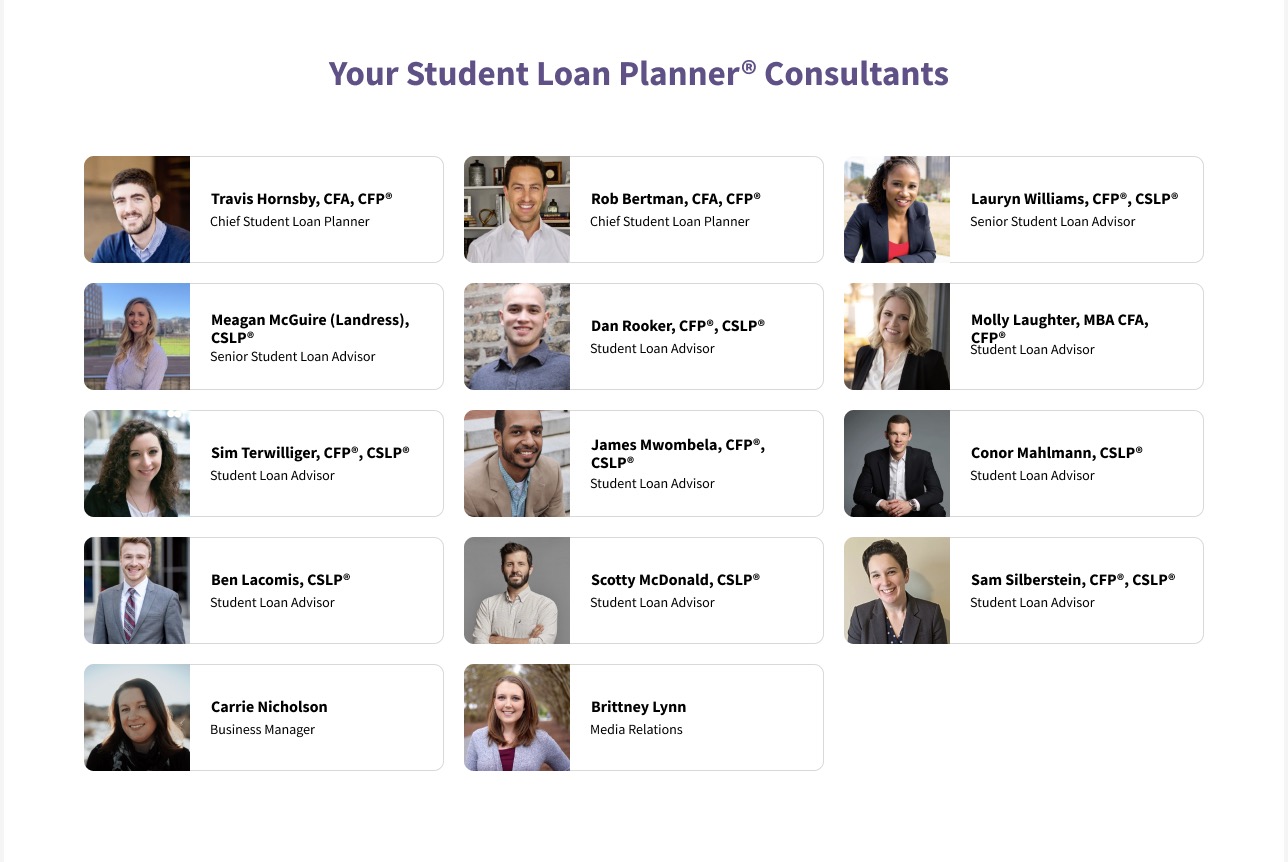 Your Student Loan Planner® Consultants
Travis Hornsby, CFA, CFP®
Chief Student Loan Planner
Rob Bertman, CFA, CFP®
Chief Student Loan Planner
Lauryn Williams, CFP®, CSLP®
Senior Student Loan Advisor
Meagan McGuire (Landress),
CSLP®
Senior Student Loan Advisor
Dan Rooker, CFP®, CSLP®
Student Loan Advisor
Molly Laughter, MBA CFA,
CFP®
Student Loan Advisor
Sim Terwilliger, CFP®, CSLP®
Student Loan Advisor
James Mwombela, CFP®,
CSLP®
Student Loan Advisor
Conor Mahlmann, CSLP®
Student Loan Advisor
Ben Lacomis, CSLP®
Student Loan Advisor
Scotty McDonald, CSLP®
Student Loan Advisor
Sam Silberstein, CFP®, CSLP®
Student Loan Advisor
Carrie Nicholson
Business Manager
Brittney Lynn
Media Relations